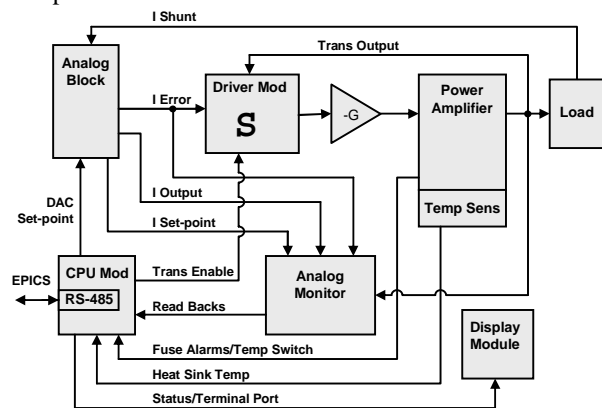 I Shunt
Analog
Block
Trans Output
I Error
Driver Mod
S
-G
Power
Amplifier
Load
Temp Sens
DAC
Set-point
I Output
I Set-point
EPICS
CPU Mod
RS-485
Trans Enable
Analog
Monitor
Read Backs
Display
Module
Fuse Alarms/Temp Switch
Heat Sink Temp
Status/Terminal Port